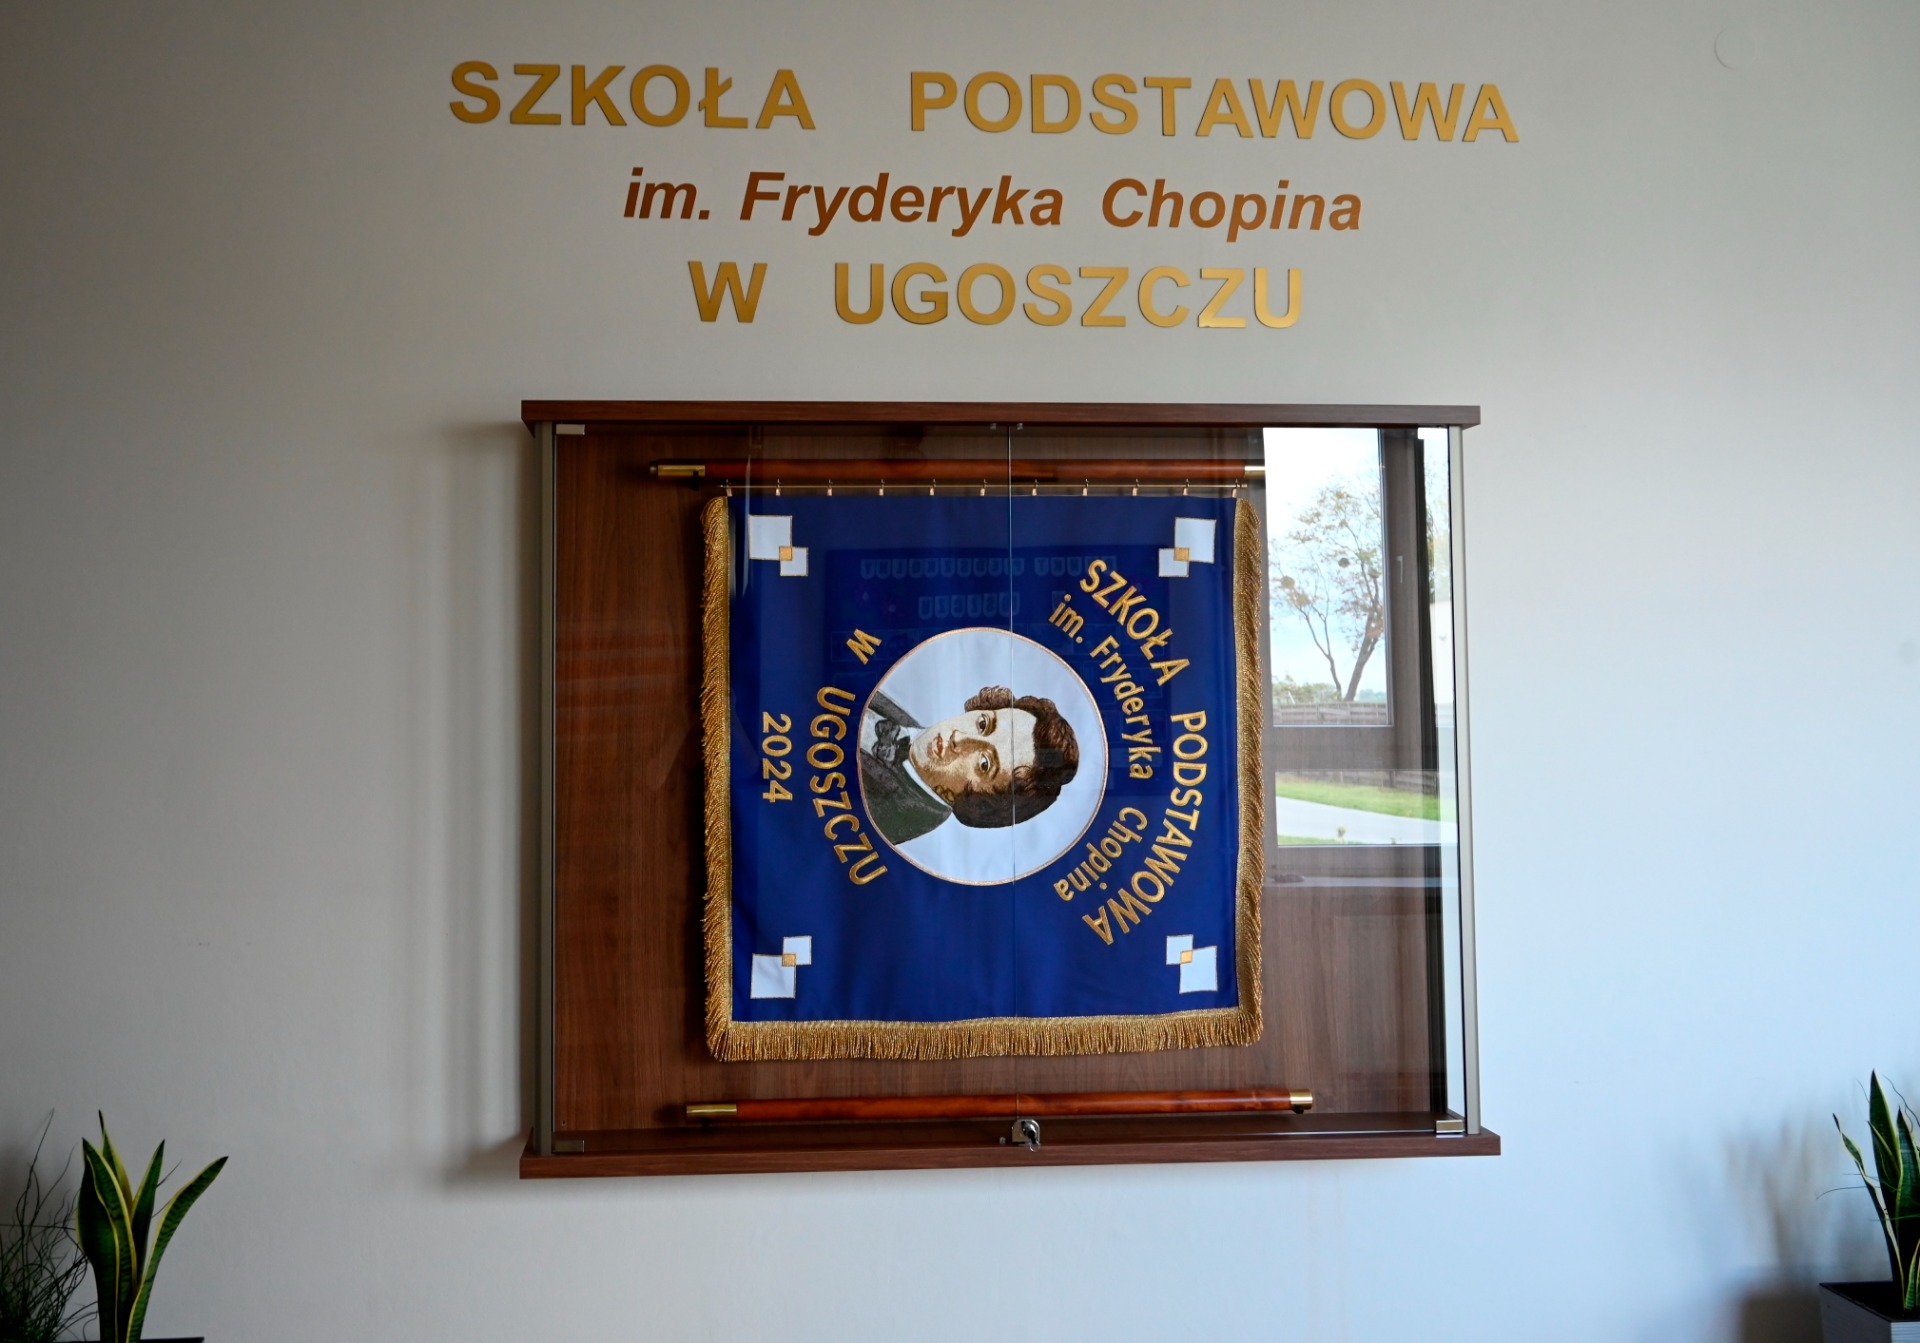 SZKOŁA PODSTAWOWA
im. Fryderyka Chopina
W UGOSZCZU
SZKOŁA PODSTAWOWA
im. Fryderyka Chopina
W UGOSZCZU
2024